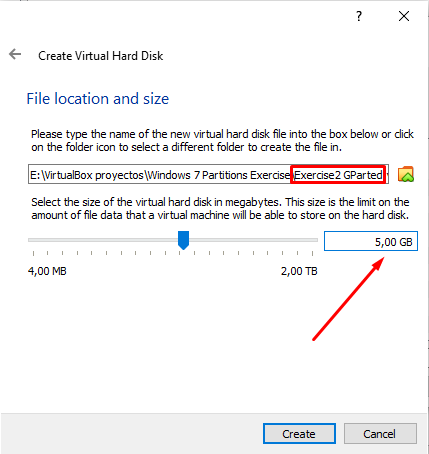 ?
Create Virtual Hard Disk
File location and size
Please type the name of the new virtual hard disk file into the box below or click
on the folder icon to select a different folder to create the file in.
E:\VirtualBox proyectos\Windows 7 Partitions Exercise\Exercise2 GParted
Select the size of the virtual hard disk in megabytes. This size is the limit on the
amount of file data that a virtual machine will be able to store on the hard disk.
5,00 GB
4,00 MB 2,00 TB
Create Cancel